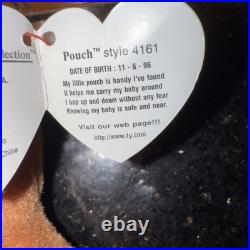 llection™
A.
China
Pouch™ style 4161
DATE OF BIRTH : 11 - 6 - 96
My little pouch is handy I've found
It helps me carry my baby around
I hop up and down without any fear
Knowing my baby is safe and near.
Visit our web page!!!
http://www.ty.com